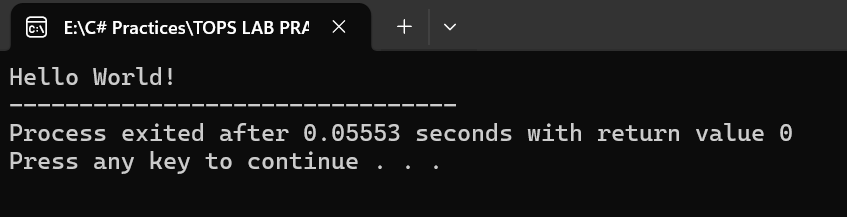 E:\C# Practices\TOPS LAB PRA
Hello World!
--------------------------------
Process exited after 0.05553 seconds with return value 0
Press any key to continue . . .